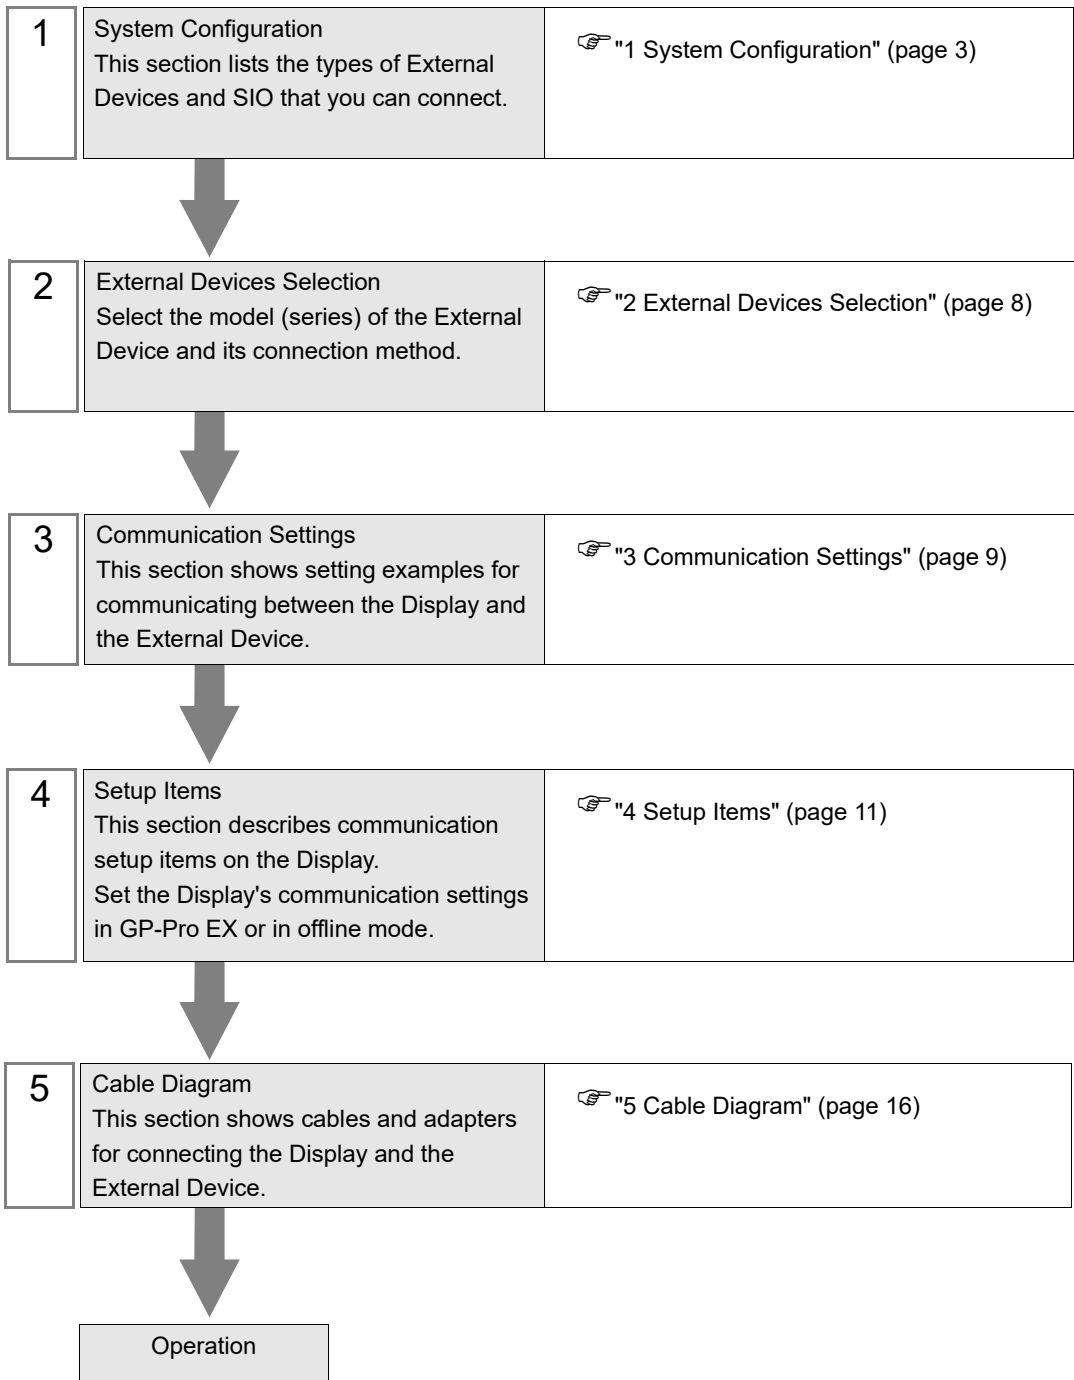 1
System Configuration
This section lists the types of External
Devices and SIO that you can connect.
"1 System Configuration" (page 3)
2
External Devices Selection
Select the model (series) of the External
Device and its connection method.
"2 External Devices Selection" (page 8)
3
Communication Settings
This section shows setting examples for
communicating between the Display and
the External Device.
"3 Communication Settings" (page 9)
4
Setup Items
This section describes communication
setup items on the Display.
Set the Display's communication settings
in GP-Pro EX or in offline mode.
"4 Setup Items" (page 11)
5
Cable Diagram
This section shows cables and adapters
for connecting the Display and the
External Device.
"5 Cable Diagram" (page 16)
Operation